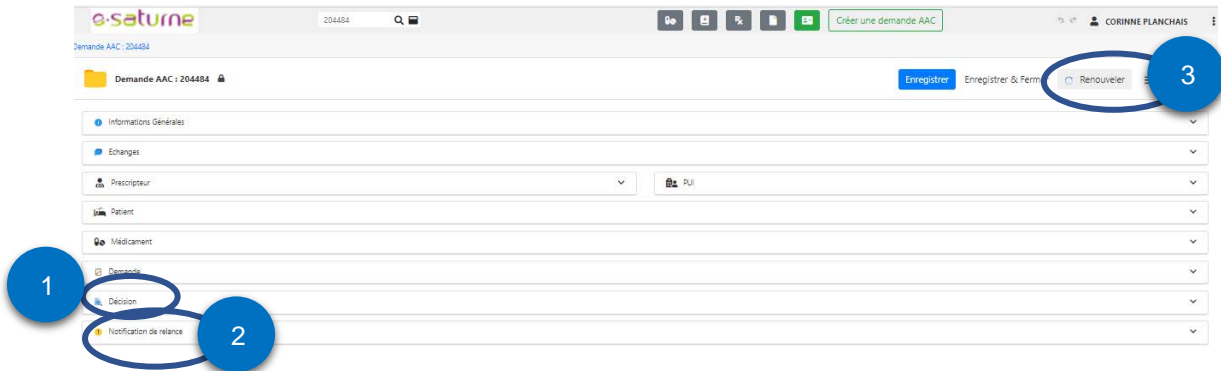 e-saturne
204484
Créer une demande AAC
CORINNE PLANCHAIS
Demande AAC : 204484
Demande AAC : 204484
Enregistrer
Enregistrer & Ferm
Renouveler
3
Informations Générales
Echanges
Prescripteur
PUI
Patient
Médicament
Demande
1
Décision
Notification de relance
2